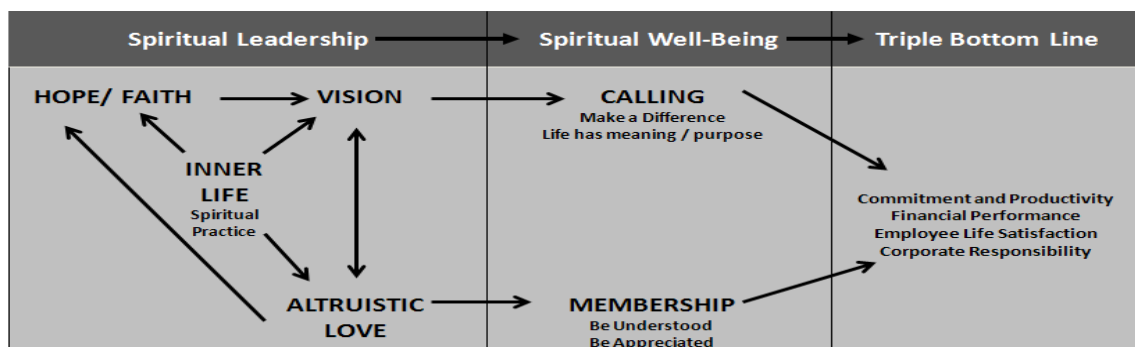 Spiritual Leadership Spiritual Well-Being Triple Bottom Line
HOPE/ FAITH VISION CALLING
Make a Difference
Life has meaning / purpose
INNER
LIFE
Spiritual
Practice
Commitment and Productivity
Financial Performance
Employee Life Satisfaction
Corporate Responsibility
ALTRUISTIC
LOVE
MEMBERSHIP
Be Understood
Be Appreciated